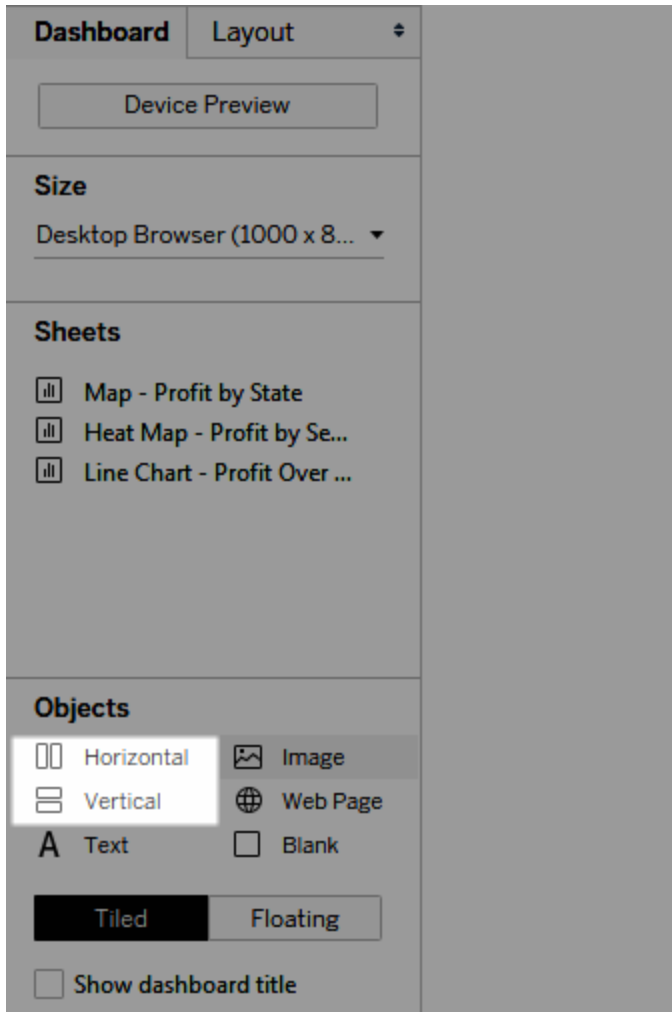 Dashboard Layout
Device Preview
Size
Desktop Browser (1000 x 8...
Sheets
Map - Profit by State
Heat Map - Profit by Se...
Line Chart - Profit Over ...
Objects
Horizontal Image
Vertical Web Page
A Text Blank
Tiled Floating
Show dashboard title